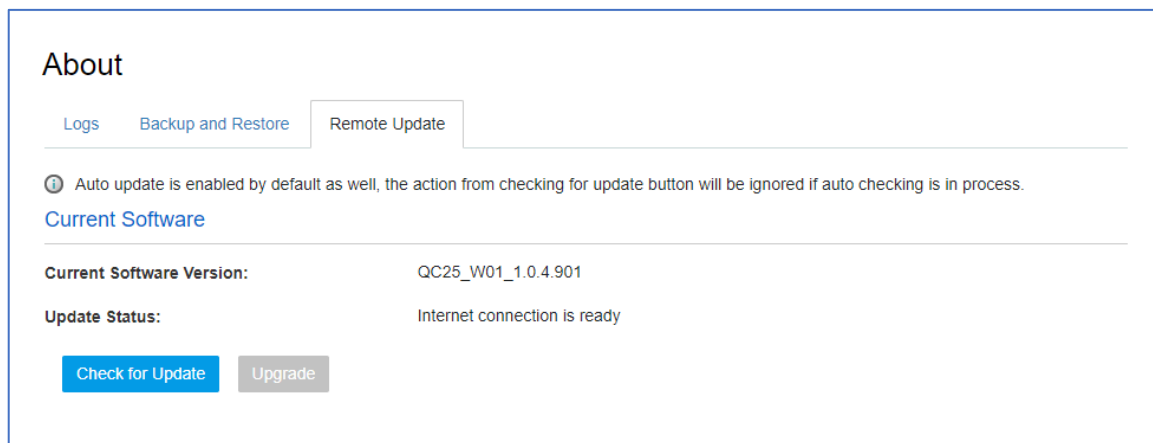 About
Logs Backup and Restore Remote Update
Auto update is enabled by default as well, the action from checking for update button will be ignored if auto checking is in process.
Current Software
Current Software Version: QC25_W01_1.0.4.901
Update Status: Internet connection is ready
Check for Update Upgrade